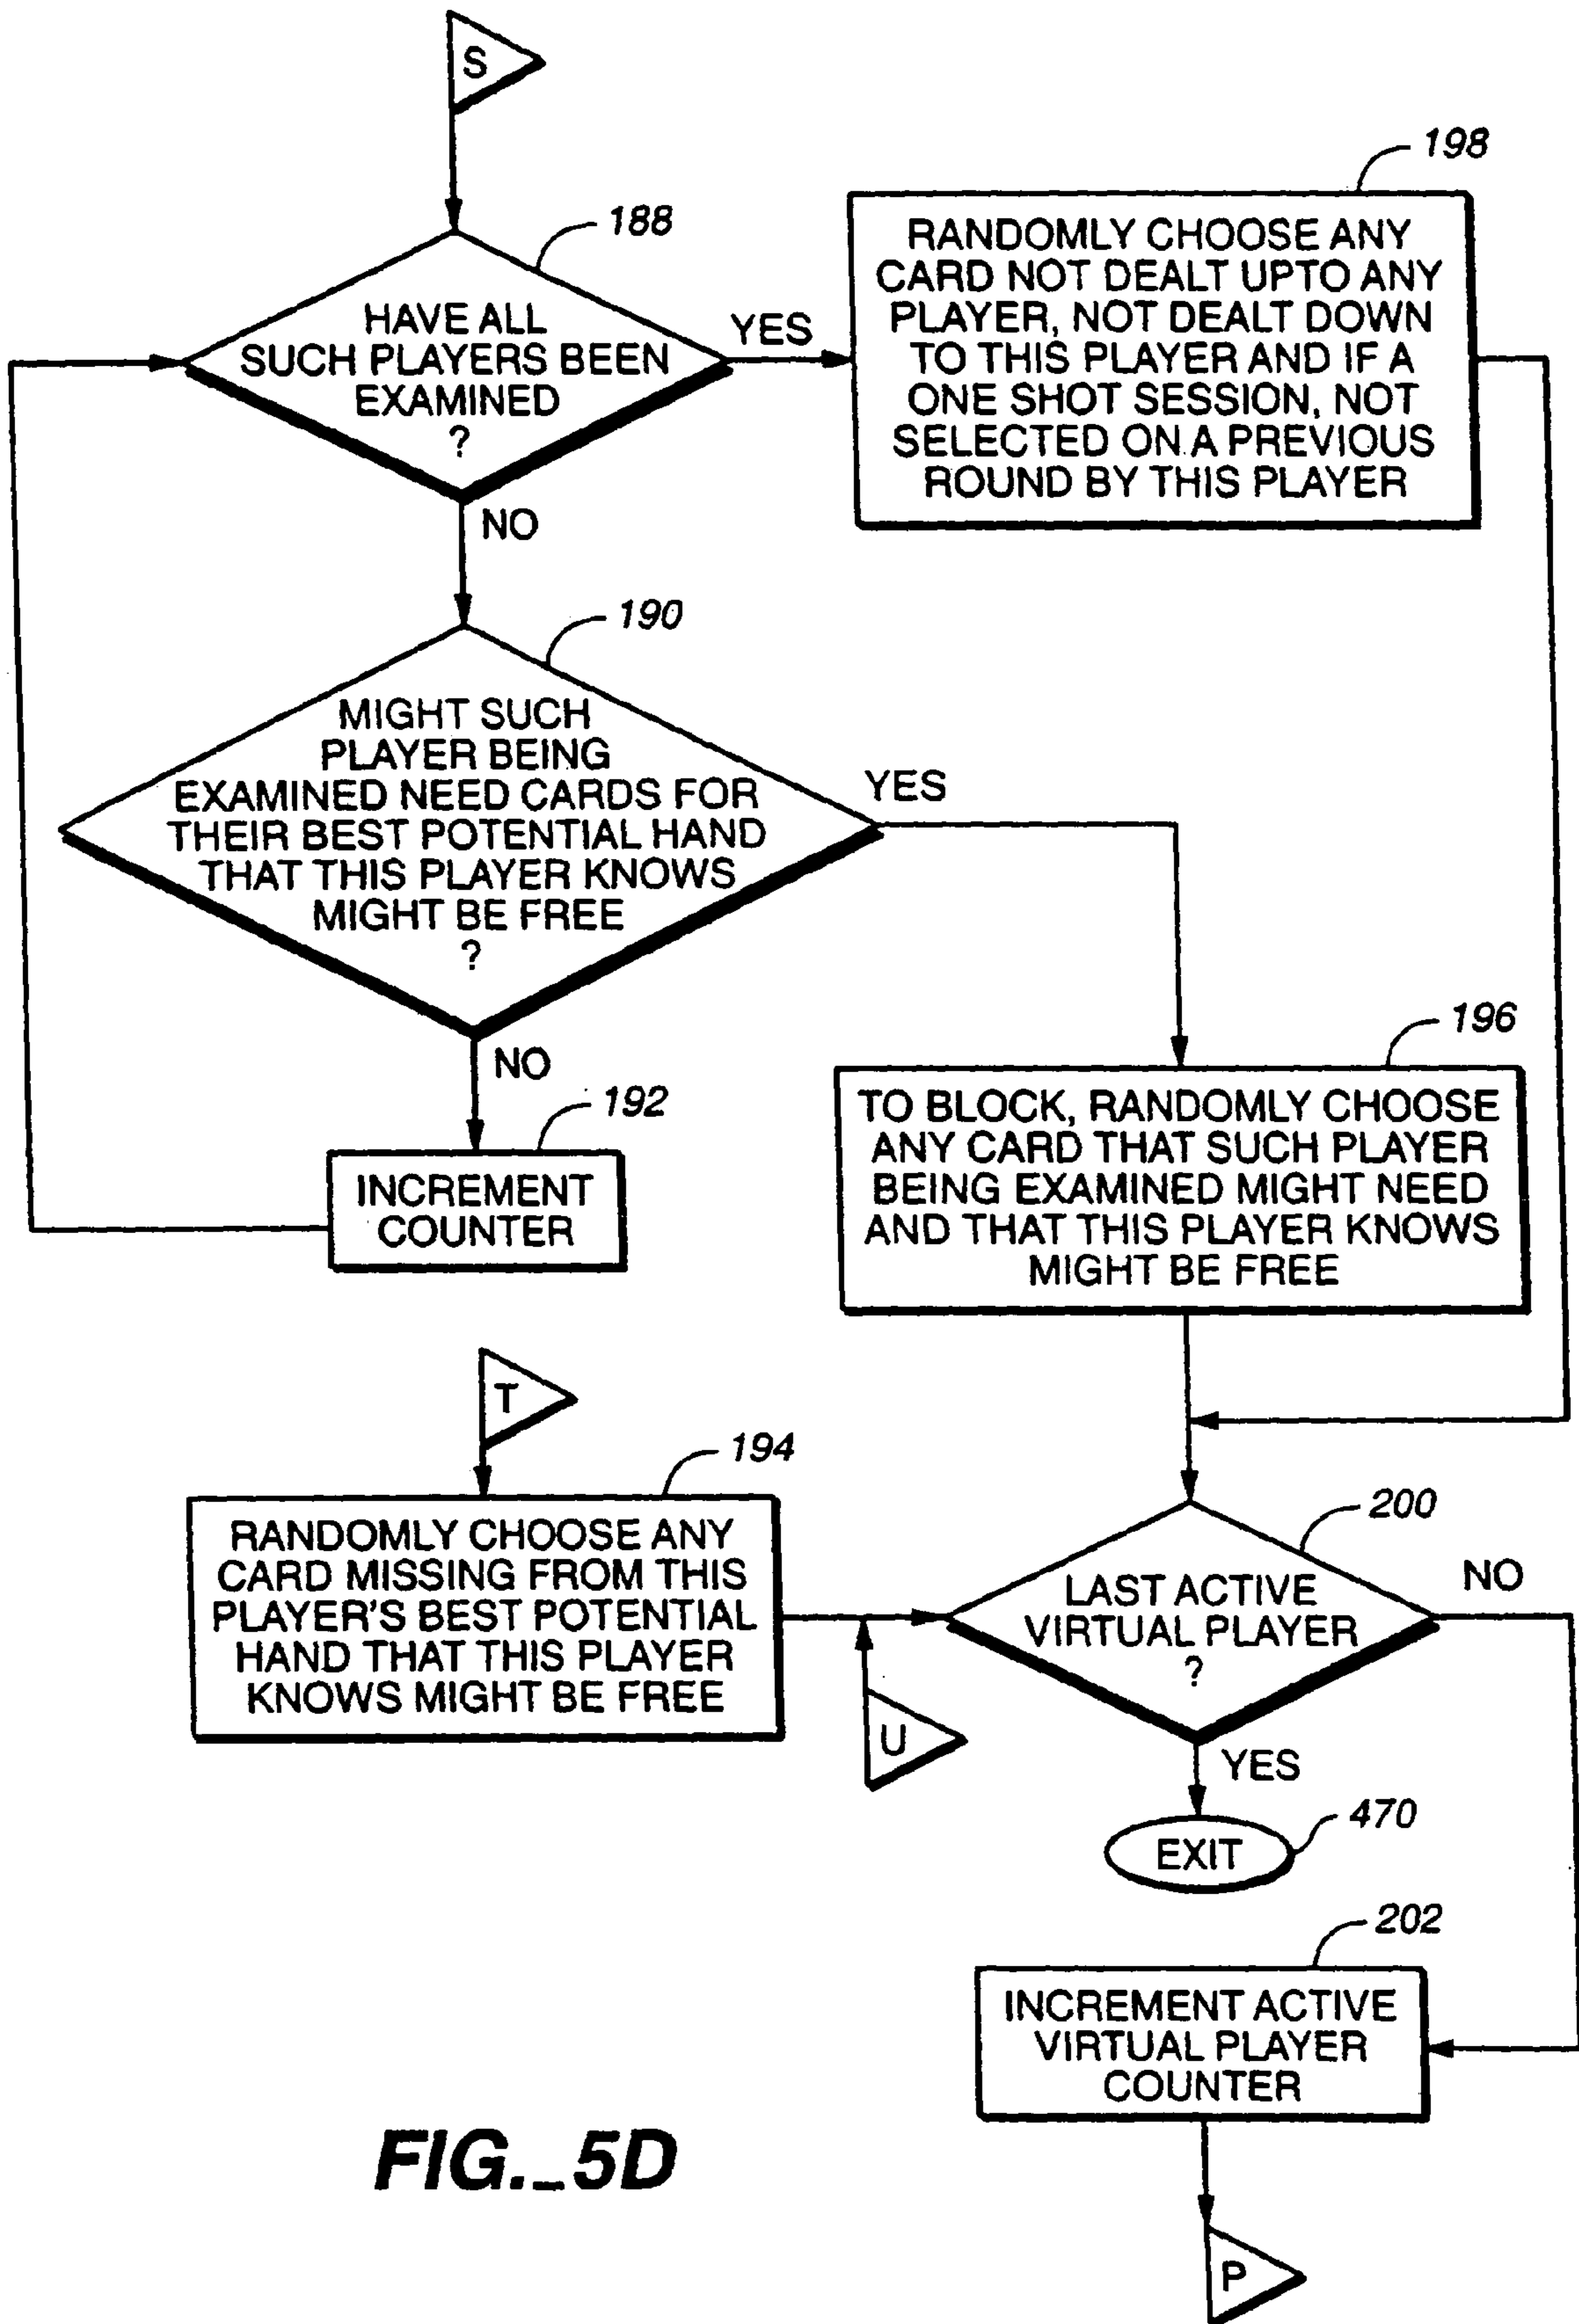 S
188
HAVE ALL
SUCH PLAYERS BEEN
EXAMINED
?
YES
NO
198
RANDOMLY CHOOSE ANY
CARD NOT DEALT UPTO ANY
PLAYER, NOT DEALT DOWN
TO THIS PLAYER AND IF A
ONE SHOT SESSION, NOT
SELECTED ON A PREVIOUS
ROUND BY THIS PLAYER
190
MIGHT SUCH
PLAYER BEING
EXAMINED NEED CARDS FOR
THEIR BEST POTENTIAL HAND
THAT THIS PLAYER KNOWS
MIGHT BE FREE
?
YES
NO
192
INCREMENT
COUNTER
196
TO BLOCK, RANDOMLY CHOOSE
ANY CARD THAT SUCH PLAYER
BEING EXAMINED MIGHT NEED
AND THAT THIS PLAYER KNOWS
MIGHT BE FREE
T
194
RANDOMLY CHOOSE ANY
CARD MISSING FROM THIS
PLAYER'S BEST POTENTIAL
HAND THAT THIS PLAYER
KNOWS MIGHT BE FREE
U
200
LAST ACTIVE
VIRTUAL PLAYER
?
NO
YES
470
EXIT
202
INCREMENT ACTIVE
VIRTUAL PLAYER
COUNTER
P
FIG._5D